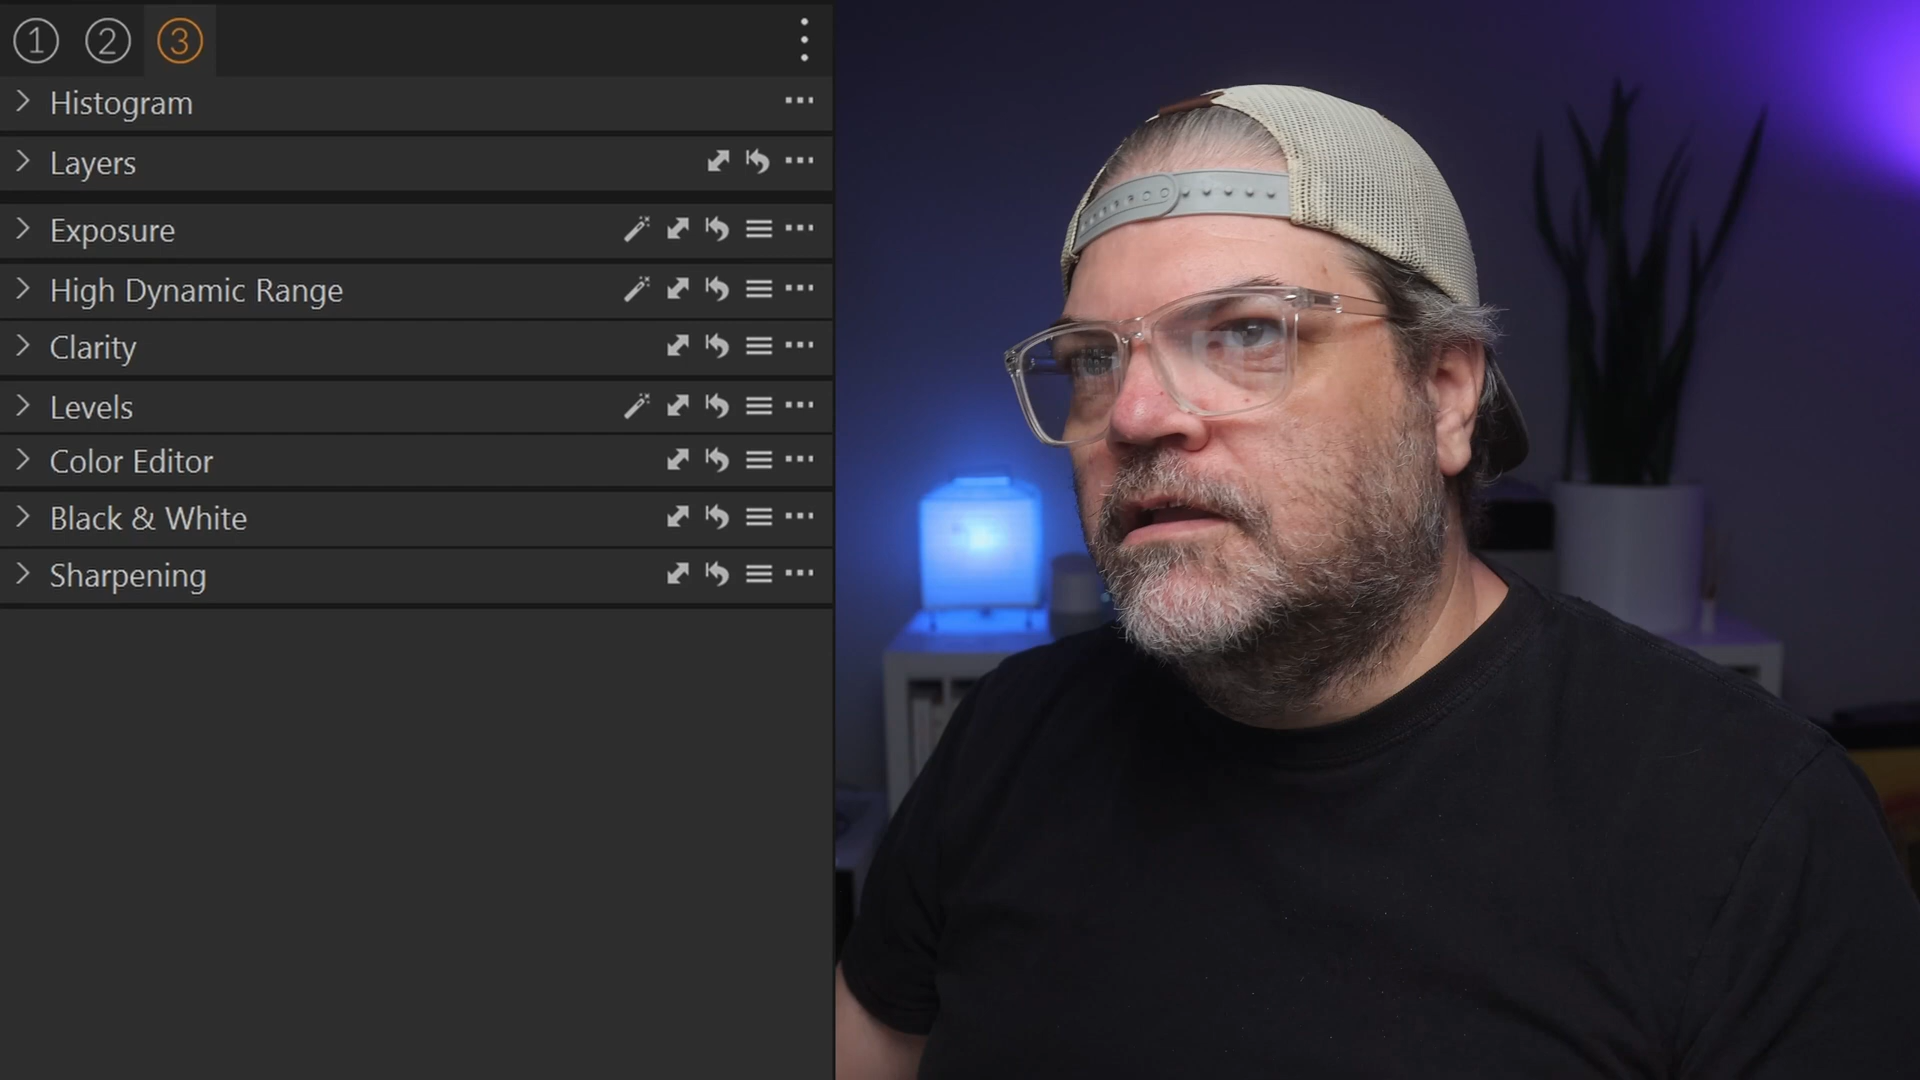 1 2 3
Histogram
Layers
Exposure
High Dynamic Range
Clarity
Levels
Color Editor
Black & White
Sharpening